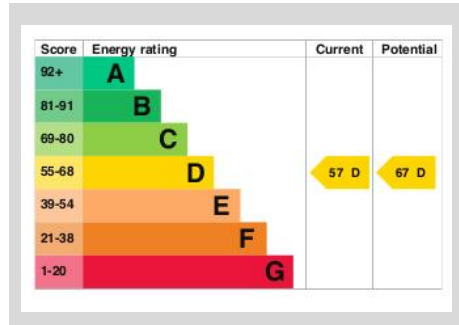 Score Energy rating Current Potential
92+ A
81-91 B
69-80 C
55-68 D 57 D 67 D
39-54 E
21-38 F
1-20 G